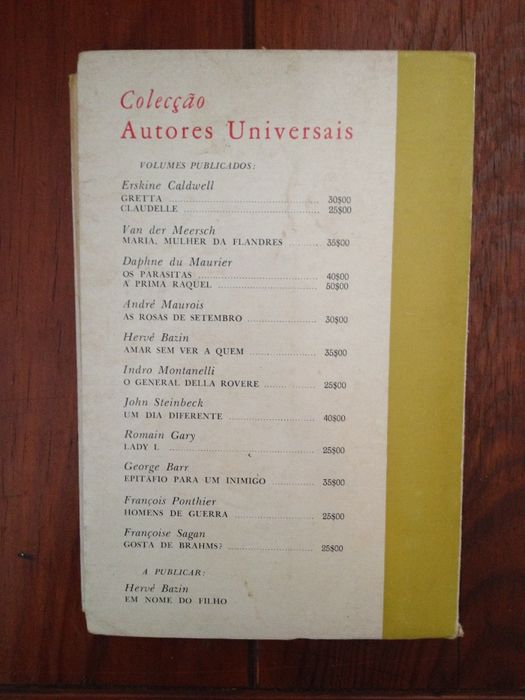 Colecção
Autores Universais
VOLUMES PUBLICADOS:
Erskine Caldwell
GRETTA ........ 30$00
CLAUDELLE ........ 25$00
Van der Meersch
MARIA, MULHER DA FLANDRES ........ 35$00
Daphne du Maurier
OS PARASITAS ........ 40$00
A PRIMA RAQUEL ........ 50$00
André Maurois
AS ROSAS DE SETEMBRO ........ 30$00
Hervé Bazin
AMAR SEM VER A QUEM ........ 35$00
Indro Montanelli
O GENERAL DELLA ROVERE ........ 25$00
John Steinbeck
UM DIA DIFERENTE ........ 40$00
Romain Gary
LADY L ........ 25$00
George Barr
EPITÁFIO PARA UM INIMIGO ........ 35$00
François Ponthier
HOMENS DE GUERRA ........ 25$00
Françoise Sagan
GOSTA DE BRAHMS? ........ 25$00
A PUBLICAR:
Hervé Bazin
EM NOME DO FILHO